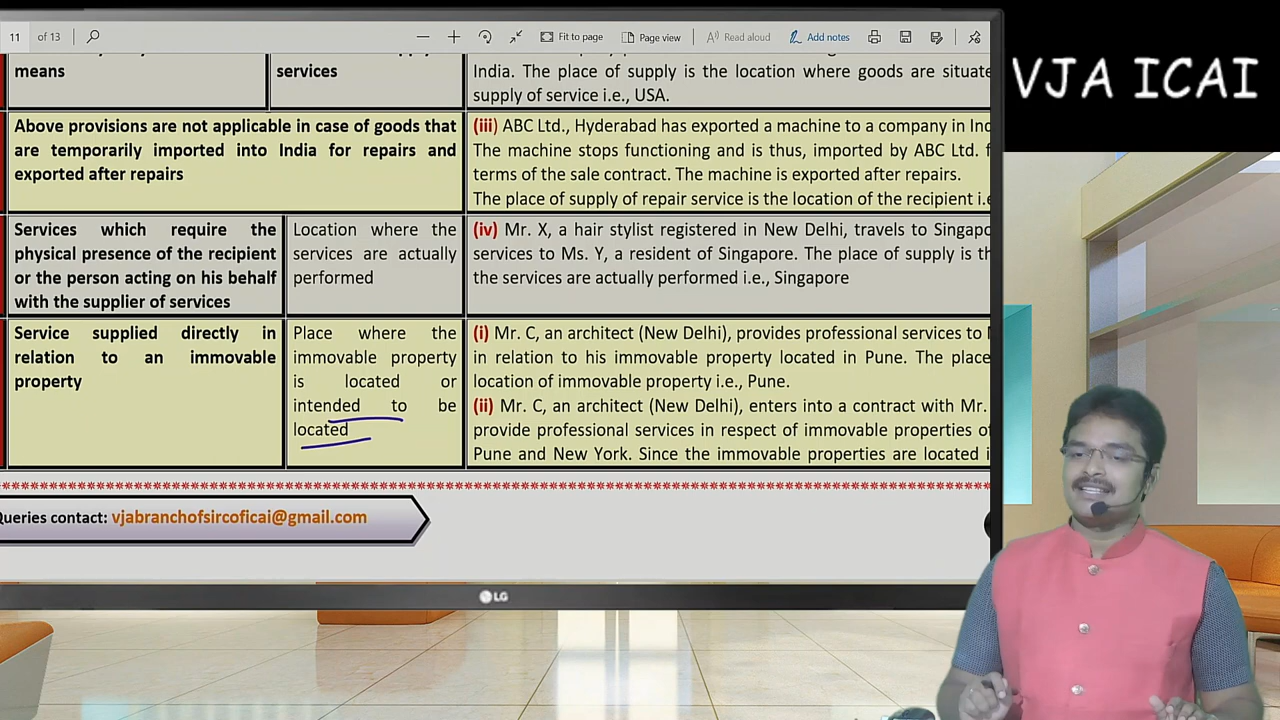 11 of 13 Fit to page Page view Read aloud Add notes
VJA ICAI
means
services
India. The place of supply is the location where goods are situate
supply of service i.e., USA.
Above provisions are not applicable in case of goods that
are temporarily imported into India for repairs and
exported after repairs
(iii) ABC Ltd., Hyderabad has exported a machine to a company in Ind
The machine stops functioning and is thus, imported by ABC Ltd. f
terms of the sale contract. The machine is exported after repairs.
The place of supply of repair service is the location of the recipient i.e
Services which require the
physical presence of the recipient
or the person acting on his behalf
with the supplier of services
Location where the
services are actually
performed
(iv) Mr. X, a hair stylist registered in New Delhi, travels to Singapo
services to Ms. Y, a resident of Singapore. The place of supply is th
the services are actually performed i.e., Singapore
Service supplied directly in
relation to an immovable
property
Place where the
immovable property
is located or
intended to be
located
(i) Mr. C, an architect (New Delhi), provides professional services to
in relation to his immovable property located in Pune. The place
location of immovable property i.e., Pune.
(ii) Mr. C, an architect (New Delhi), enters into a contract with Mr.
provide professional services in respect of immovable properties o
Pune and New York. Since the immovable properties are located i
Queries contact: vjabranchofsircoficai@gmail.com
LG